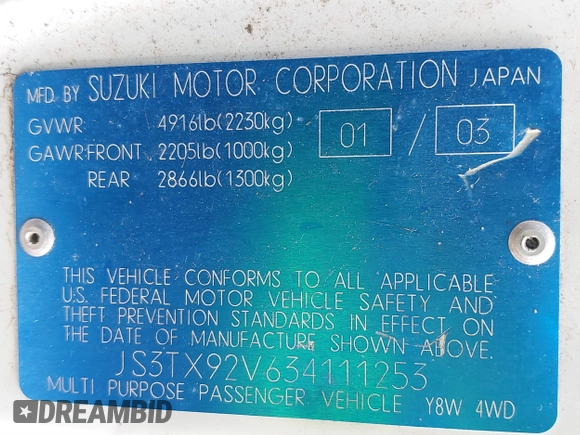 MFD. BY SUZUKI MOTOR CORPORATION JAPAN
GVWR 4916lb(2230kg) 01 / 03
GAWR:FRONT 2205lb(1000kg)
REAR 2866lb(1300kg)
THIS VEHICLE CONFORMS TO ALL APPLICABLE
U.S. FEDERAL MOTOR VEHICLE SAFETY AND
THEFT PREVENTION STANDARDS IN EFFECT ON
THE DATE OF MANUFACTURE SHOWN ABOVE.
JS3TX92V634111253
MULTI PURPOSE PASSENGER VEHICLE Y8W 4WD
DREAMBID